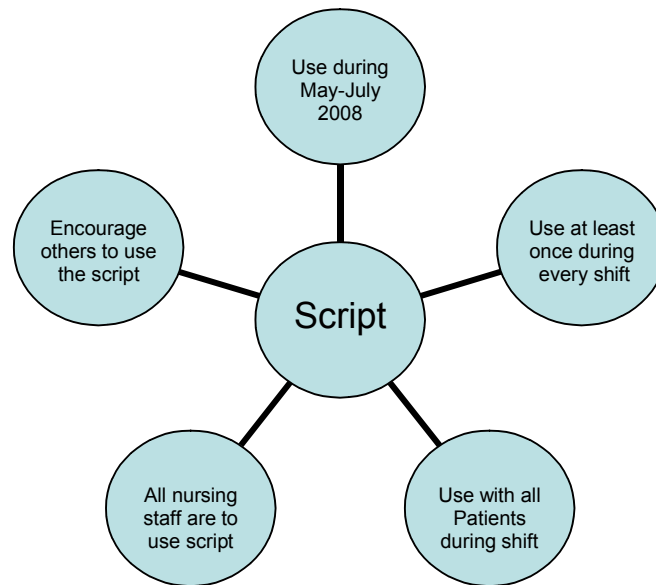 Use during
May-July
2008
Encourage
others to use
the script
Use at least
once during
every shift
Script
All nursing
staff are to
use script
Use with all
Patients
during shift